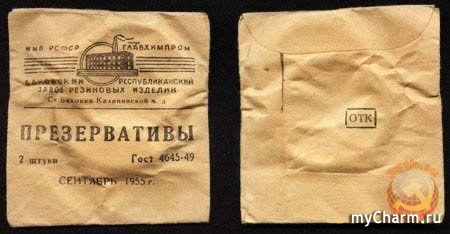 ММП РСФСР ГЛАВХИМПРОМ
БАКОВСКИЙ РЕСПУБЛИКАНСКИЙ
ЗАВОД РЕЗИНОВЫХ ИЗДЕЛИЙ
Ст Баковка Калининской ж. д
ПРЕЗЕРВАТИВЫ
2 штуки Гост 4645-49
СЕНТЯБРЬ 1955 г.
ОТК
myCharm.ru